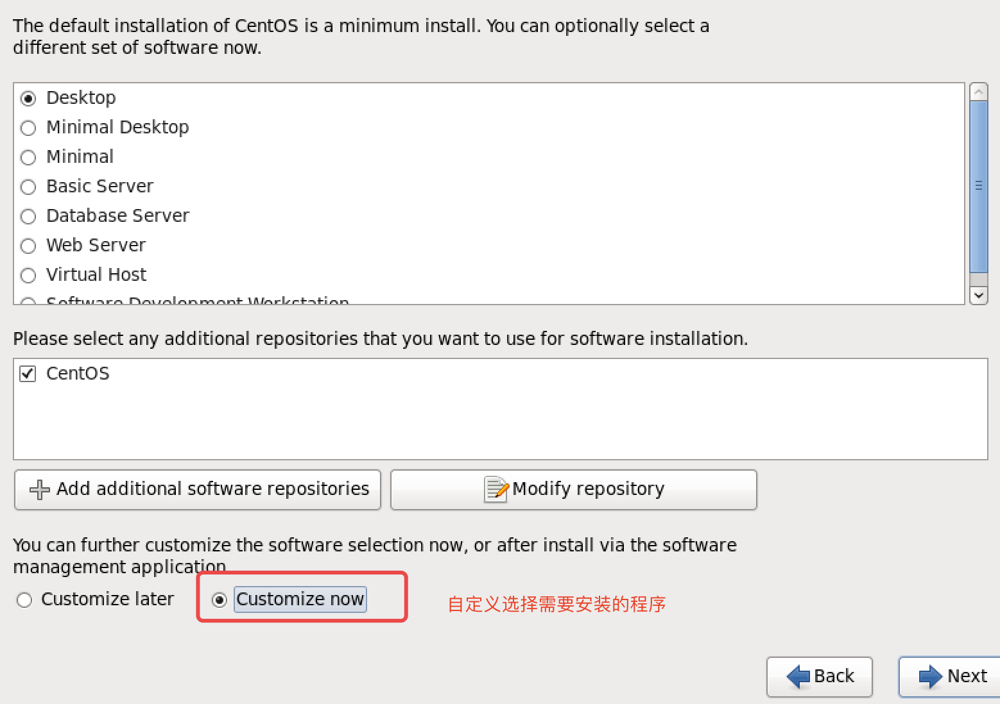 The default installation of CentOS is a minimum install. You can optionally select a
different set of software now.
Desktop
Minimal Desktop
Minimal
Basic Server
Database Server
Web Server
Virtual Host
Software Development Workstation
Please select any additional repositories that you want to use for software installation.
CentOS
Add additional software repositories
Modify repository
You can further customize the software selection now, or after install via the software
management application
Customize later
Customize now
自定义选择需要安装的程序
Back
Next